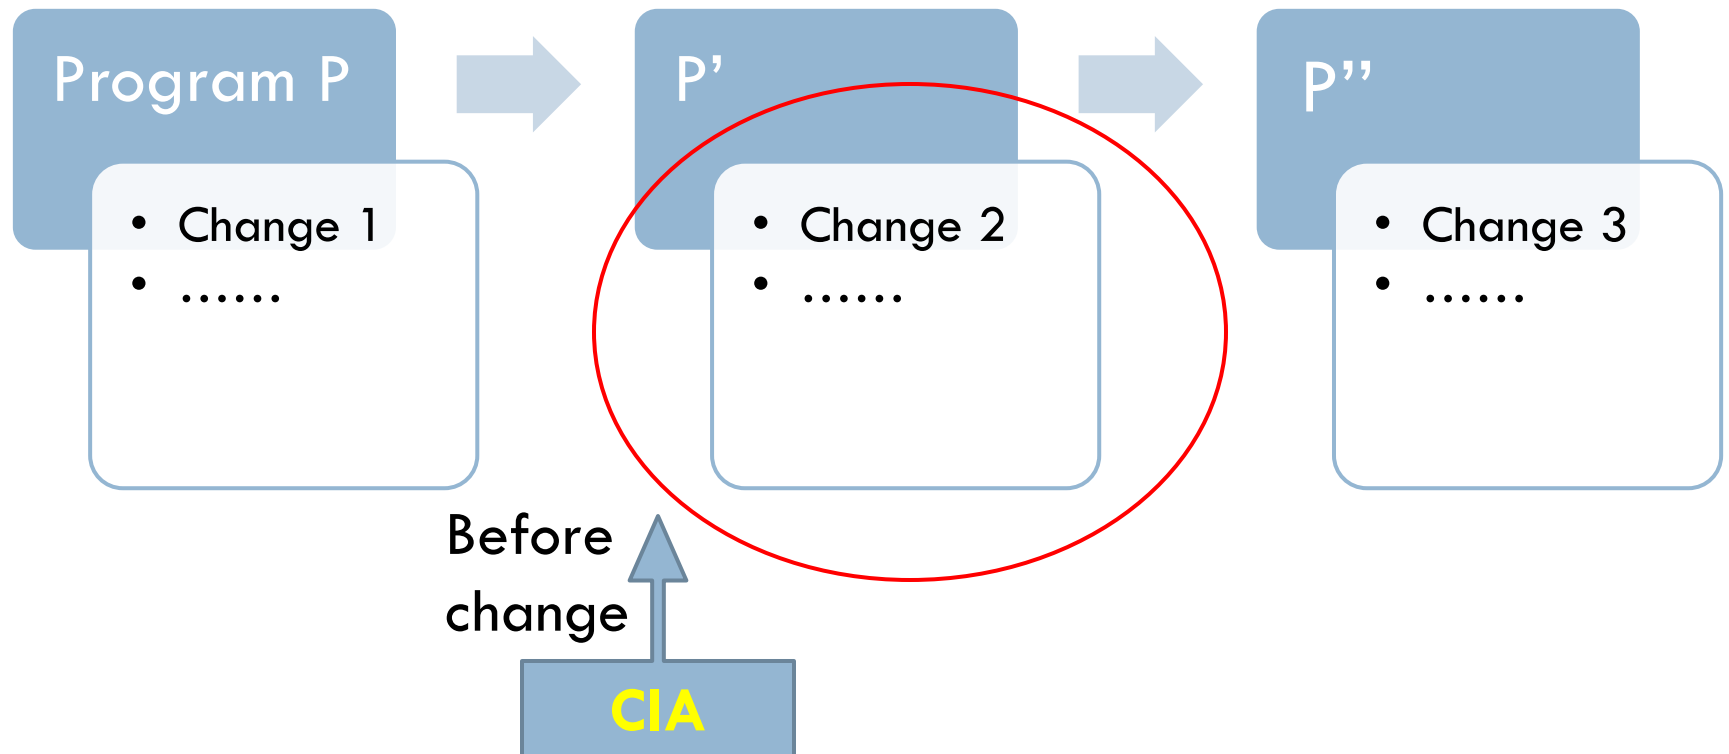 Program P
• Change 1
• ......
P’
• Change 2
• ......
P’’
• Change 3
• ......
Before
change
CIA